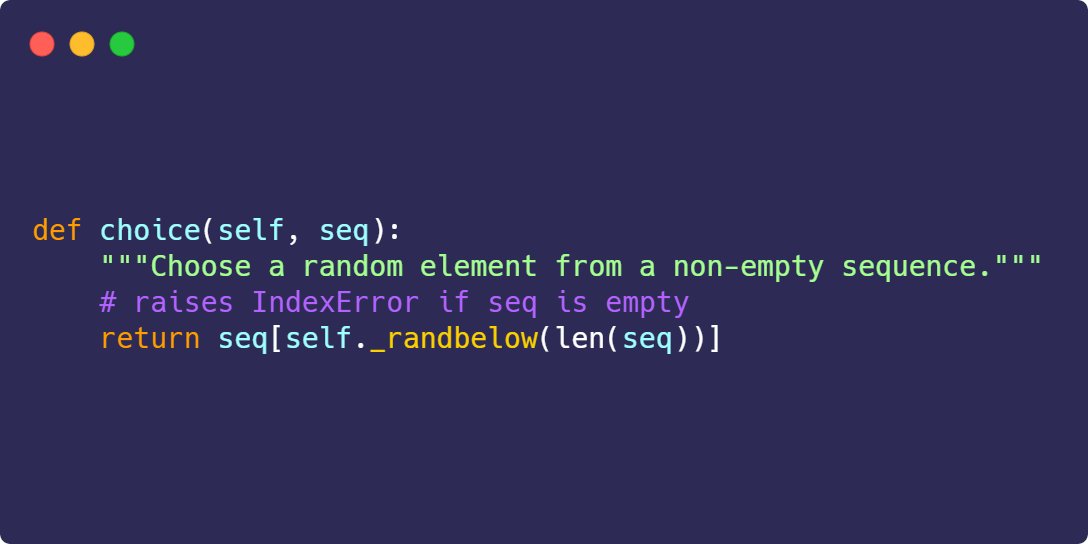 def choice(self, seq):
    """Choose a random element from a non-empty sequence."""
    # raises IndexError if seq is empty
    return seq[self._randbelow(len(seq))]